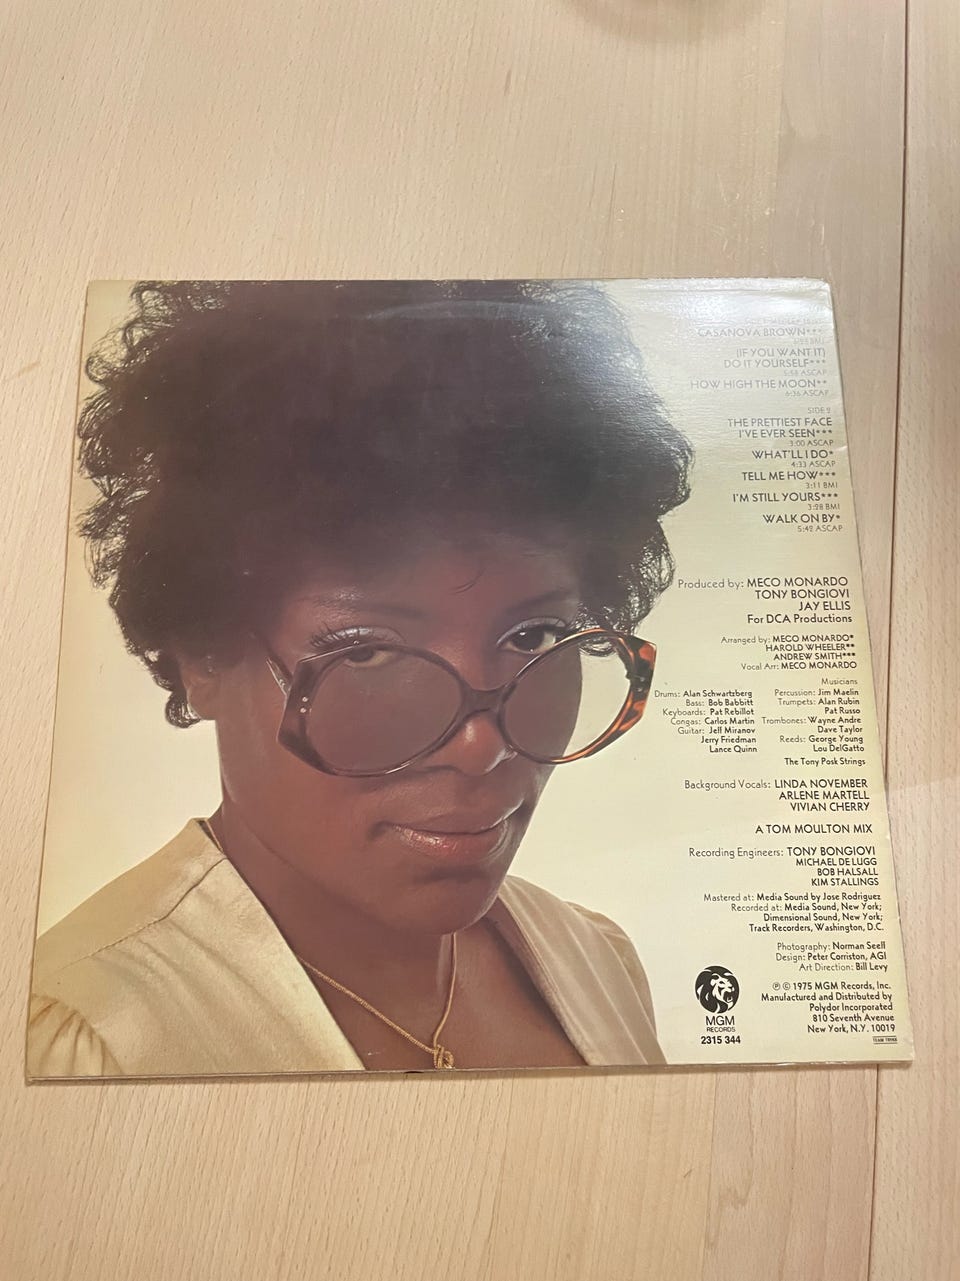 CASANOVA BROWN***
(IF YOU WANT IT)
DO IT YOURSELF***
5:58 ASCAP
HOW HIGH THE MOON**
6:36 ASCAP
SIDE 2
THE PRETTIEST FACE
I'VE EVER SEEN***
3:00 ASCAP
WHAT'LL I DO*
4:33 ASCAP
TELL ME HOW***
3:11 BMI
I'M STILL YOURS***
3:28 BMI
WALK ON BY*
5:42 ASCAP
Produced by: MECO MONARDO
TONY BONGIOVI
JAY ELLIS
For DCA Productions
Arranged by: MECO MONARDO*
HAROLD WHEELER**
ANDREW SMITH***
Vocal Arr: MECO MONARDO
Musicians
Drums: Alan Schwartzberg
Bass: Bob Babbitt
Keyboards: Pat Rebillot
Congas: Carlos Martin
Guitar: Jeff Miranov
Jerry Friedman
Lance Quinn
Percussion: Jim Maelin
Trumpets: Alan Rubin
Pat Russo
Trombones: Wayne Andre
Dave Taylor
Reeds: George Young
Lou DelGatto
The Tony Posk Strings
Background Vocals: LINDA NOVEMBER
ARLENE MARTELL
VIVIAN CHERRY
A TOM MOULTON MIX
Recording Engineers: TONY BONGIOVI
MICHAEL DE LUGG
BOB HALSALL
KIM STALLINGS
Mastered at: Media Sound by Jose Rodriguez
Recorded at: Media Sound, New York;
Dimensional Sound, New York;
Track Recorders, Washington, D.C.
Photography: Norman Seeff
Design: Peter Corriston, AGI
Art Direction: Bill Levy
℗ © 1975 MGM Records, Inc.
Manufactured and Distributed by
Polydor Incorporated
810 Seventh Avenue
New York, N.Y. 10019
MGM
RECORDS
2315 344